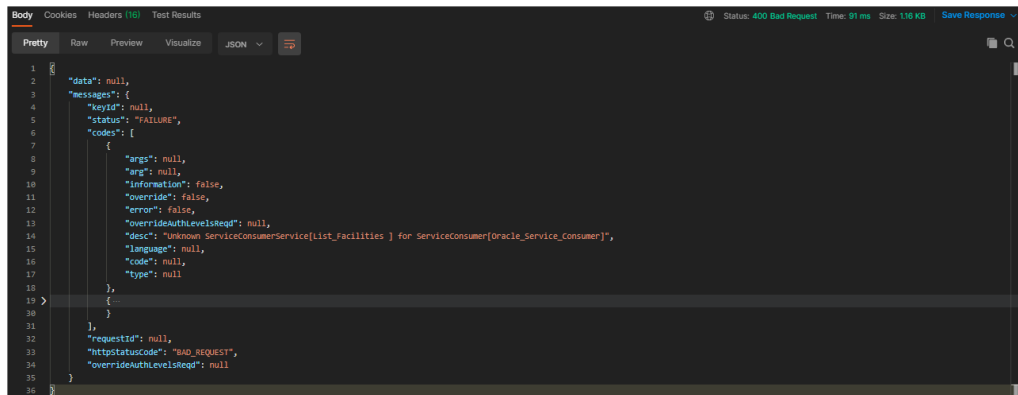 Body Cookies Headers (16) Test Results Status: 400 Bad Request Time: 91 ms Size: 1.16 KB Save Response
Pretty Raw Preview Visualize JSON
1 {
2 "data": null,
3 "messages": {
4 "keyId": null,
5 "status": "FAILURE",
6 "codes": [
7 {
8 "args": null,
9 "arg": null,
10 "information": false,
11 "override": false,
12 "error": false,
13 "overrideAuthLevelsReqd": null,
14 "desc": "Unknown ServiceConsumerService[List_Facilities ] for ServiceConsumer[Oracle_Service_Consumer]",
15 "language": null,
16 "code": null,
17 "type": null
18 },
19 {
30 }
31 ],
32 "requestId": null,
33 "httpStatusCode": "BAD_REQUEST",
34 "overrideAuthLevelsReqd": null
35 }
36 }